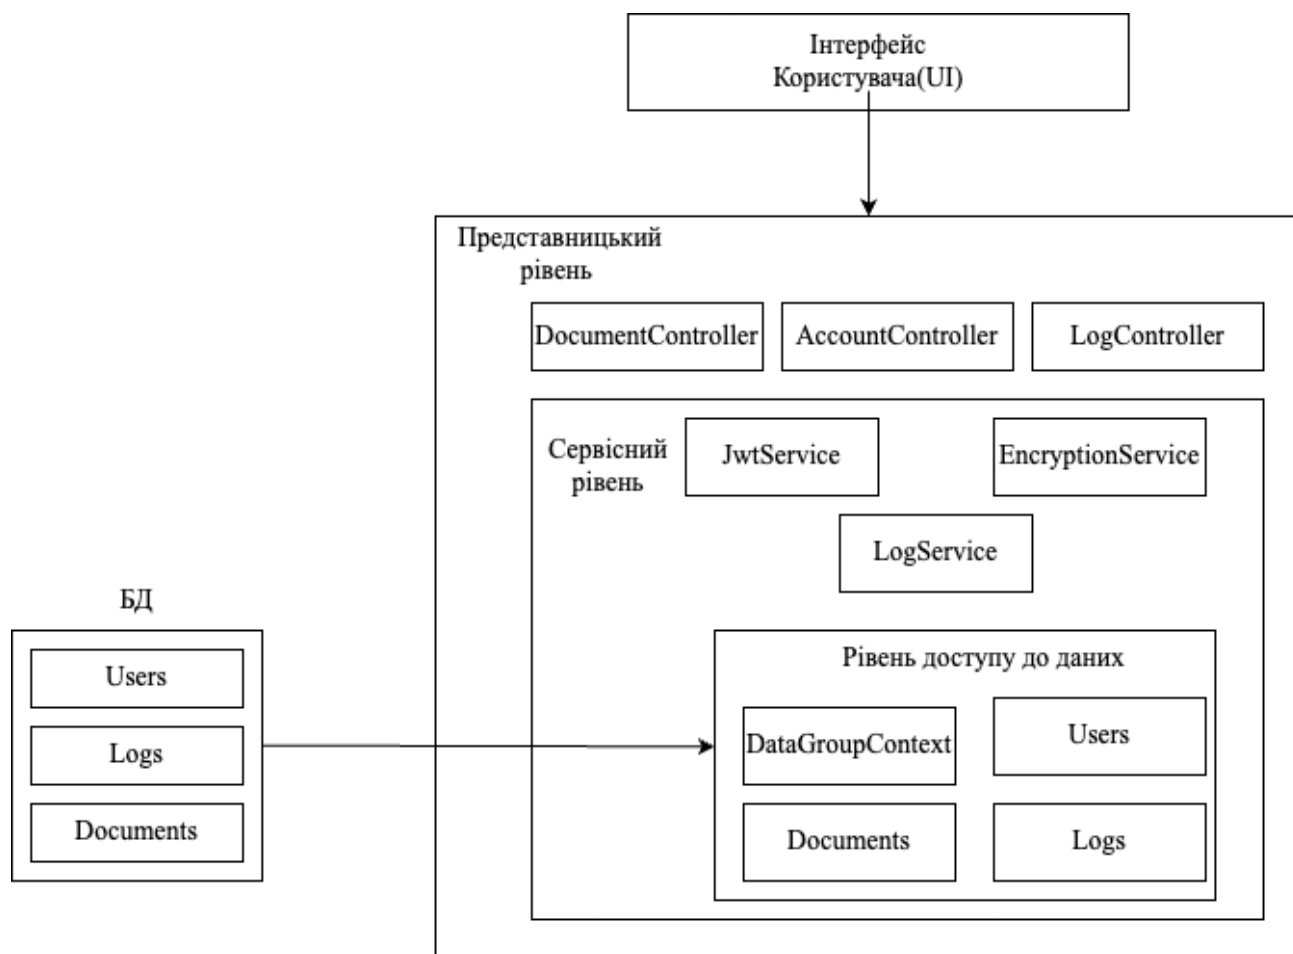 Інтерфейс
Користувача(UI)
Представницький
рівень
DocumentController
AccountController
LogController
Сервісний
рівень
JwtService
EncryptionService
LogService
БД
Users
Logs
Documents
Рівень доступу до даних
DataGroupContext
Users
Documents
Logs